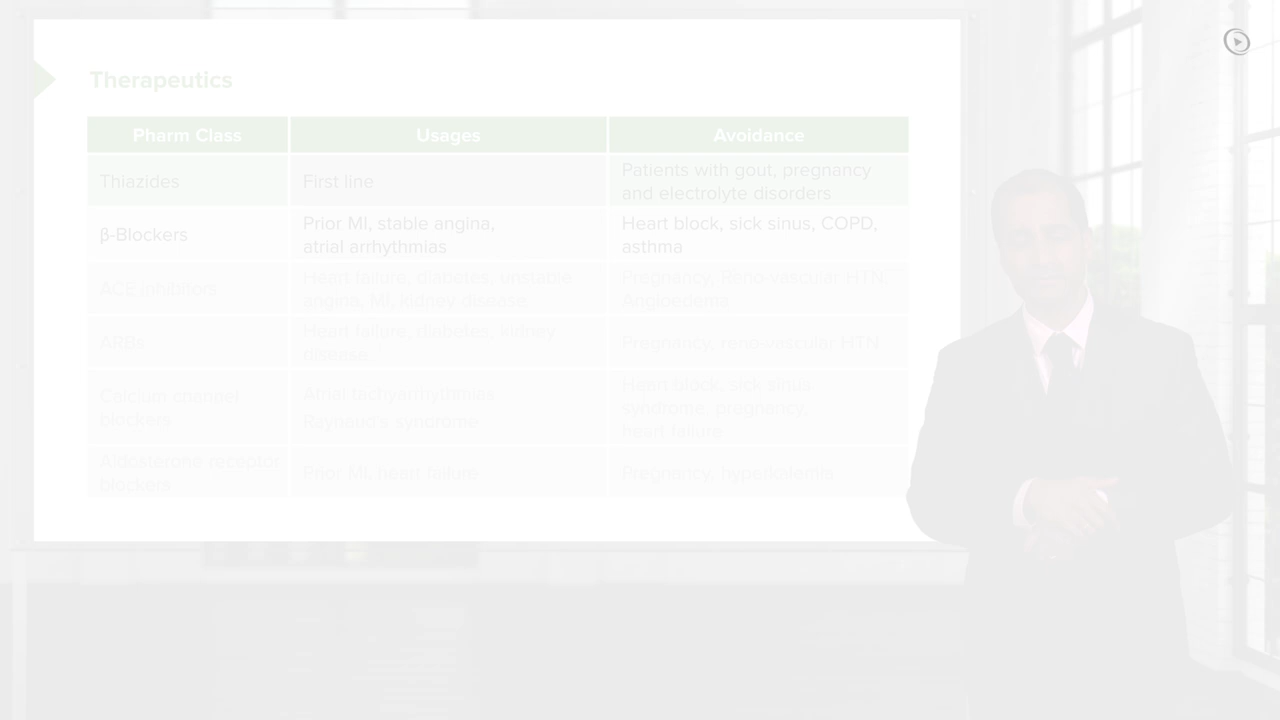 Therapeutics
Pharm Class Usages Avoidance
Thiazides First line Patients with gout, pregnancy
and electrolyte disorders
β-Blockers Prior MI, stable angina,
atrial arrhythmias Heart block, sick sinus, COPD,
asthma
ACE inhibitors Heart failure, diabetes, unstable
angina, MI, kidney disease Pregnancy, Reno-vascular HTN
Angioedema
ARBs Heart failure, diabetes, kidney
disease Pregnancy, renovascular HTN
Calcium channel
blockers Atrial tachyarrhythmias
Raynaud's syndrome Heart block, sick sinus
syndrome, pregnancy,
heart failure
Aldosterone receptor
blockers Prior MI, heart failure Pregnancy, hyperkalemia